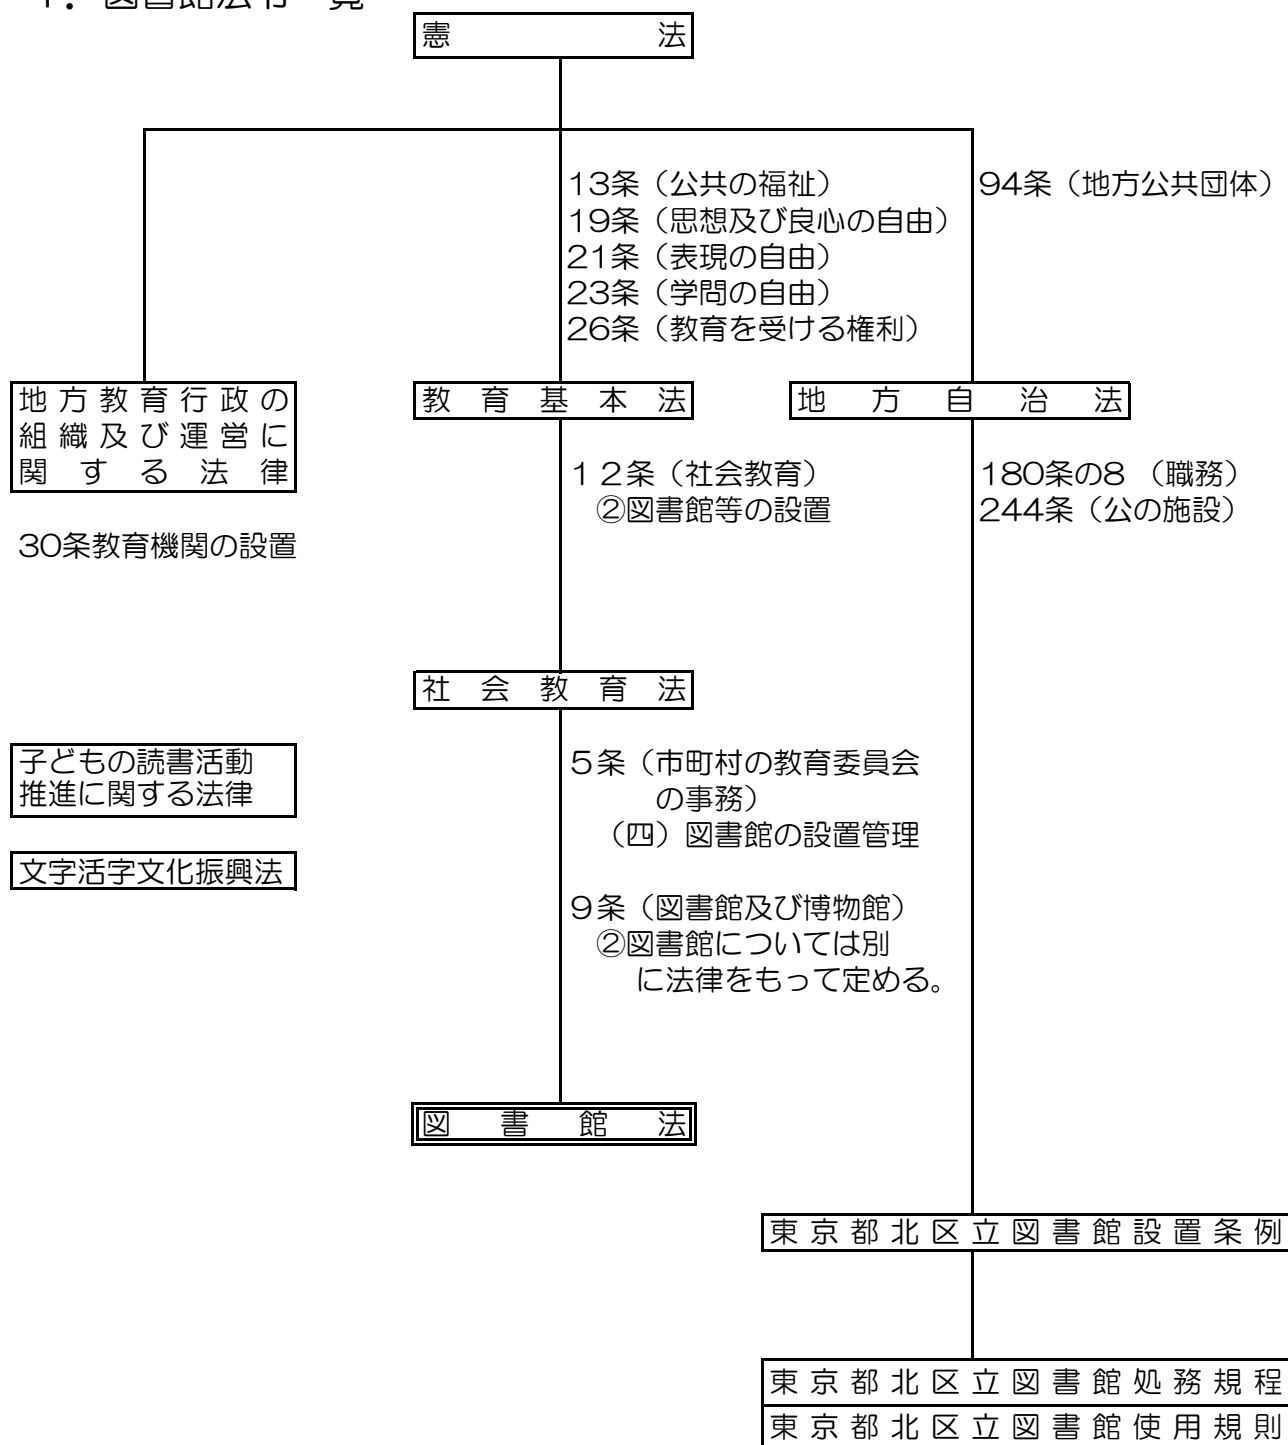 憲法
13条（公共の福祉）
19条（思想及び良心の自由）
21条（表現の自由）
23条（学問の自由）
26条（教育を受ける権利）
94条（地方公共団体）
地方教育行政の
組織及び運営に
関する法律
30条教育機関の設置
教育基本法
１２条（社会教育）
②図書館等の設置
地方自治法
180条の8 （職務）
244条（公の施設）
社会教育法
５条（市町村の教育委員会
の事務）
（四）図書館の設置管理
９条（図書館及び博物館）
②図書館については別
に法律をもって定める。
子どもの読書活動
推進に関する法律
文字活字文化振興法
図書館法
東京都北区立図書館設置条例
東京都北区立図書館処務規程
東京都北区立図書館使用規則